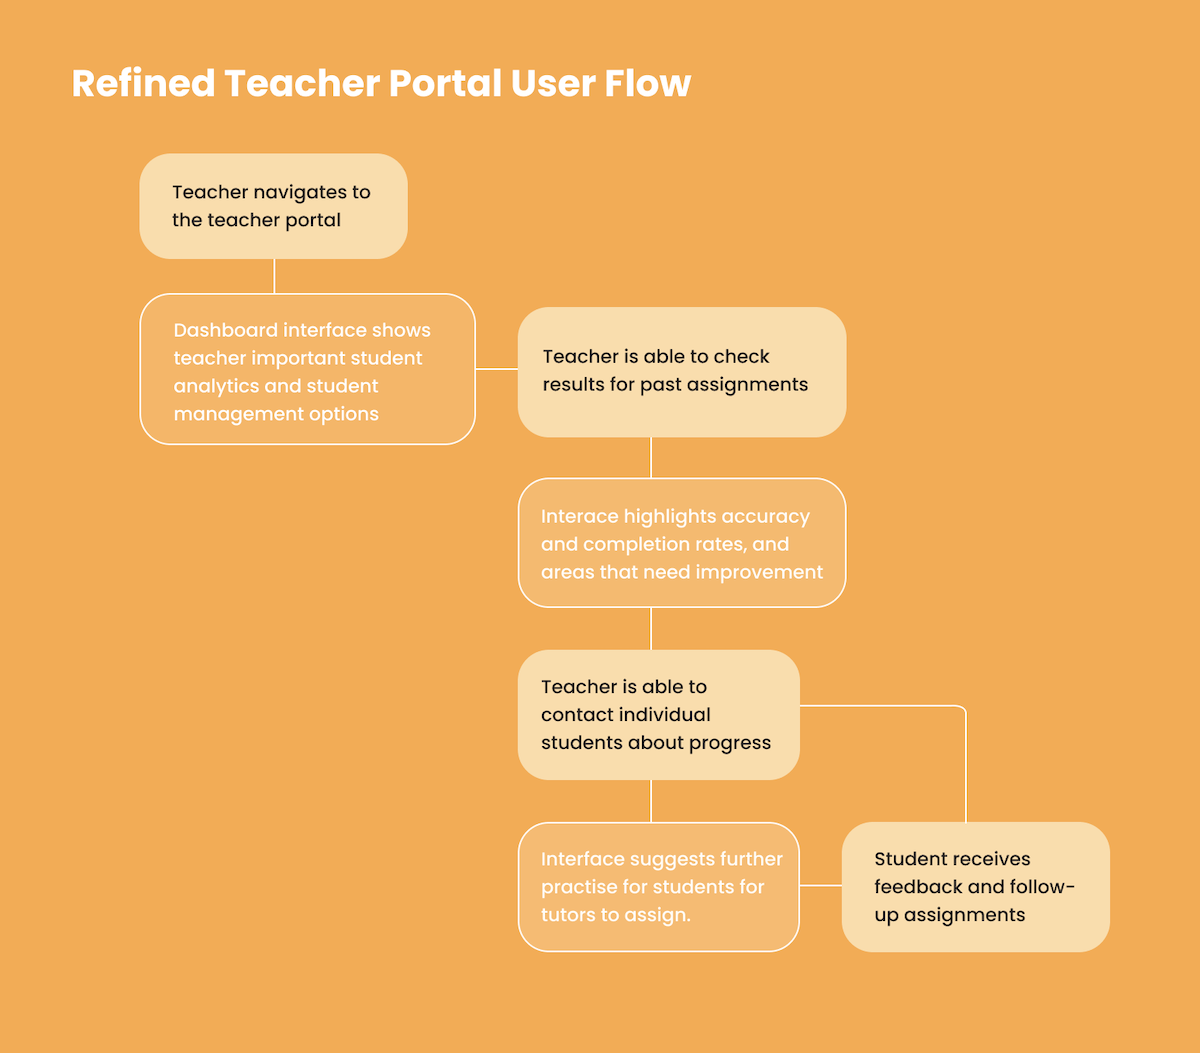 Refined Teacher Portal User Flow
Teacher navigates to
the teacher portal
Dashboard interface shows
teacher important student
analytics and student
management options
Teacher is able to check
results for past assignments
Interace highlights accuracy
and completion rates, and
areas that need improvement
Teacher is able to
contact individual
students about progress
Interface suggests further
practise for students for
tutors to assign.
Student receives
feedback and follow-
up assignments